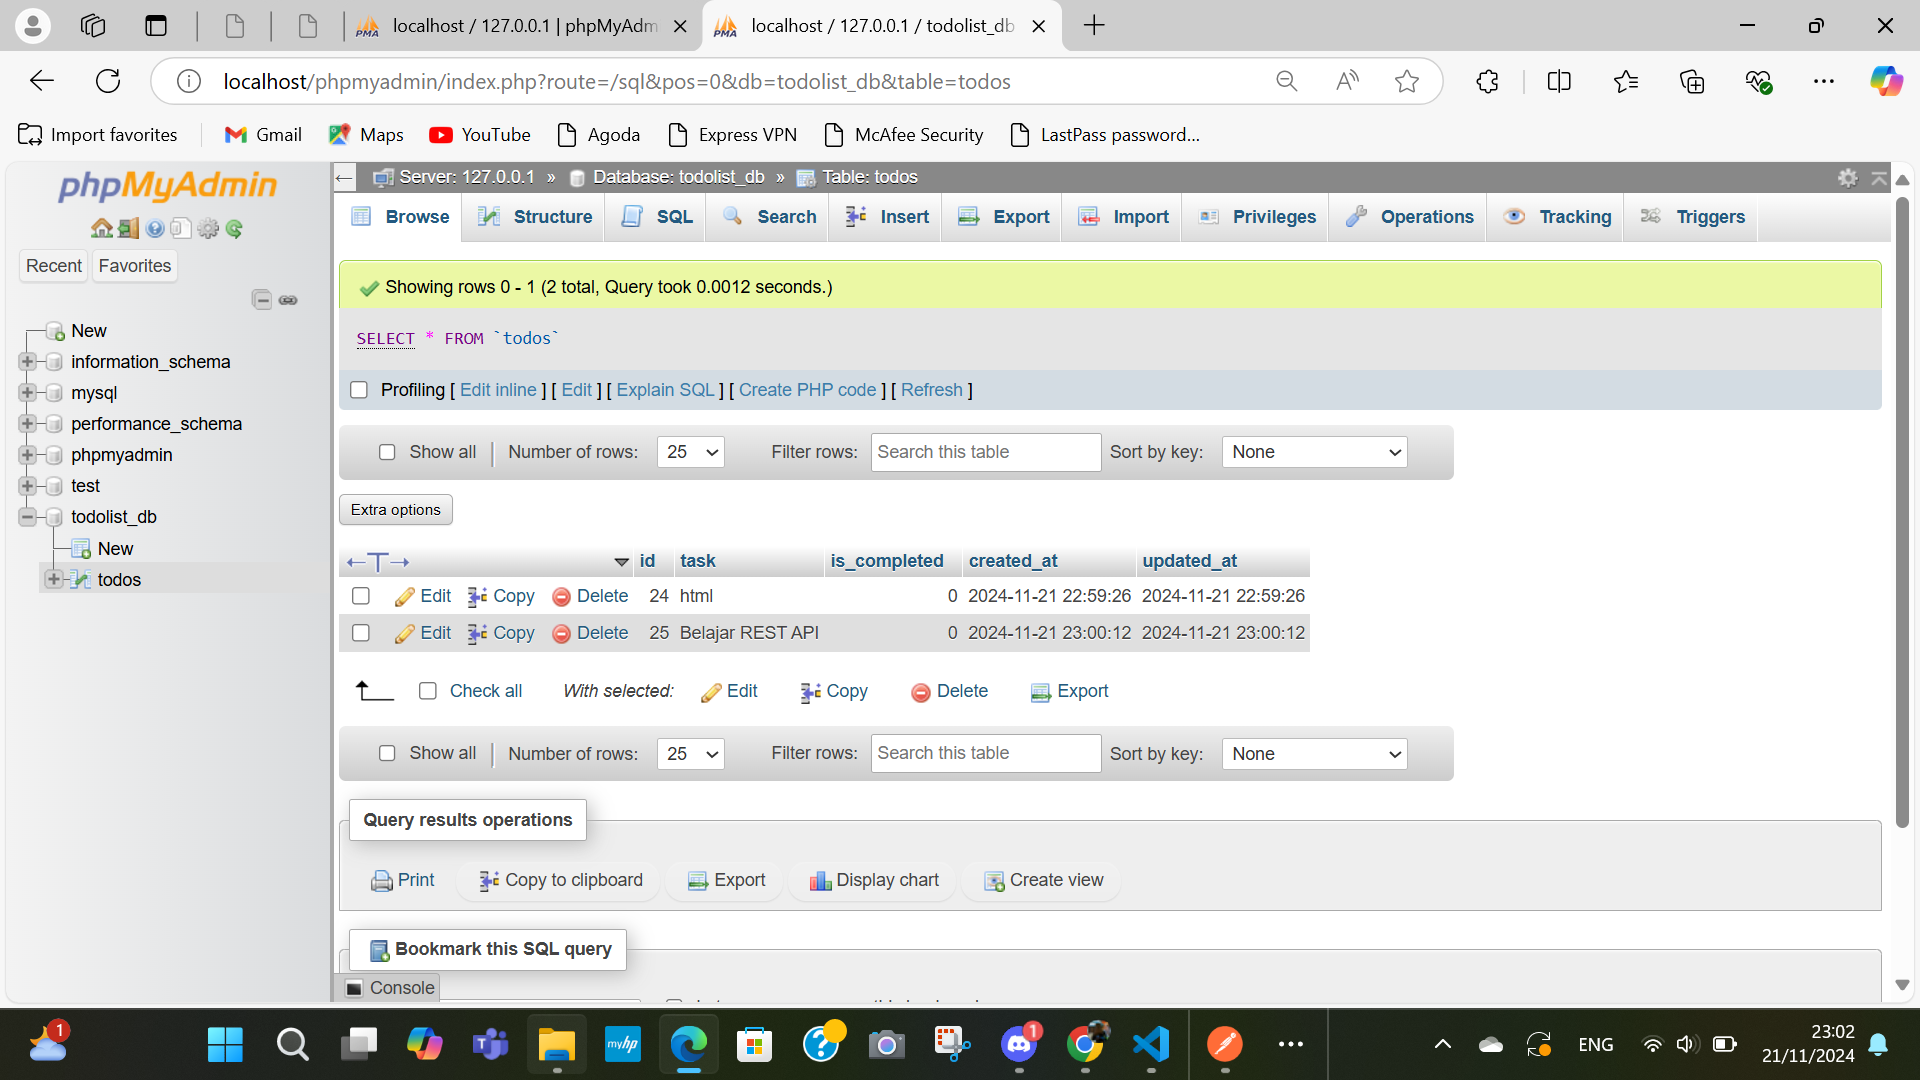 localhost / 127.0.0.1 | phpMyAdm
localhost / 127.0.0.1 / todolist_db
localhost/phpmyadmin/index.php?route=/sql&pos=0&db=todolist_db&table=todos
Import favorites
Gmail
Maps
YouTube
Agoda
Express VPN
McAfee Security
LastPass password...
phpMyAdmin
Recent
Favorites
New
information_schema
mysql
performance_schema
phpmyadmin
test
todolist_db
New
todos
Server: 127.0.0.1 » Database: todolist_db » Table: todos
Browse
Structure
SQL
Search
Insert
Export
Import
Privileges
Operations
Tracking
Triggers
Showing rows 0 - 1 (2 total, Query took 0.0012 seconds.)
SELECT * FROM `todos`
Profiling [ Edit inline ] [ Edit ] [ Explain SQL ] [ Create PHP code ] [ Refresh ]
Show all Number of rows: 25 Filter rows: Search this table Sort by key: None
Extra options
id task is_completed created_at updated_at
Edit Copy Delete 24 html 0 2024-11-21 22:59:26 2024-11-21 22:59:26
Edit Copy Delete 25 Belajar REST API 0 2024-11-21 23:00:12 2024-11-21 23:00:12
Check all With selected: Edit Copy Delete Export
Show all Number of rows: 25 Filter rows: Search this table Sort by key: None
Query results operations
Print Copy to clipboard Export Display chart Create view
Bookmark this SQL query
Console
1
myhp
1
ENG
23:02
21/11/2024